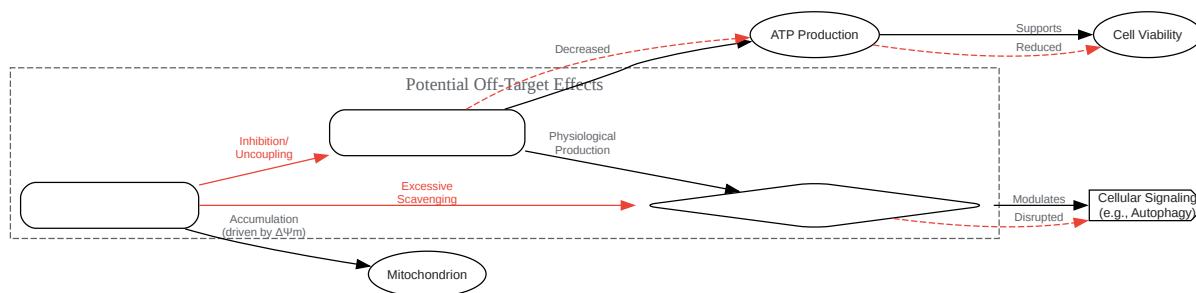 Supports
ATP Production
Cell Viability
Decreased
Reduced
Potential Off-Target Effects
Inhibition/
Uncoupling
Physiological
Production
Excessive
Scavenging
Modulates
Cellular Signaling
(e.g., Autophagy)
Disrupted
Accumulation
(driven by ΔΨm)
Mitochondrion